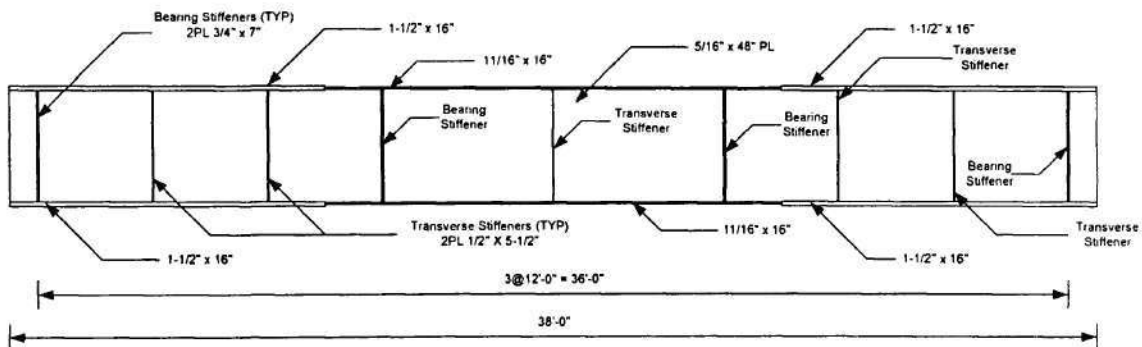 Bearing Stiffeners (TYP)
2PL 3/4" x 7"
1-1/2" x 16"
11/16" x 16"
5/16" x 48" PL
1-1/2" x 16"
Transverse
Stiffener
Bearing
Stiffener
Transverse
Stiffener
Bearing
Stiffener
Bearing
Stiffener
1-1/2" x 16"
Transverse Stiffeners (TYP)
2PL 1/2" X 5-1/2"
11/16" x 16"
1-1/2" x 16"
Transverse
Stiffener
3@12'-0" = 36'-0"
38'-0"